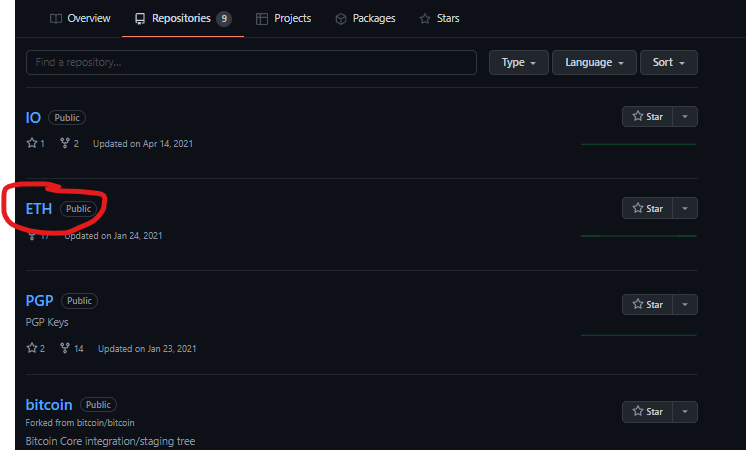 Overview Repositories 9 Projects Packages Stars
Find a repository... Type Language Sort
IO Public Star
1 2 Updated on Apr 14, 2021
ETH Public Star
17 Updated on Jan 24, 2021
PGP Public Star
PGP Keys
2 14 Updated on Jan 23, 2021
bitcoin Public Star
Forked from bitcoin/bitcoin
Bitcoin Core integration/staging tree